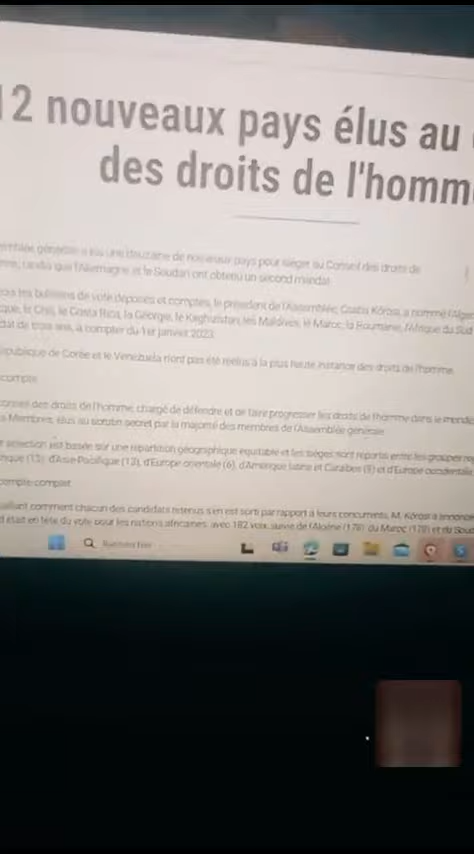 12 nouveaux pays élus au
des droits de l'homm
générale a élu une douzaine de nouveaux pays pour siéger au Conseil des droits de
tandis que l'Allemagne et le Soudan ont obtenu un second mandat.
les bulletins de vote déposés et comptés, le président de l'Assemblée, Csaba Kőrösi, a nommé l'Algér
que, le Chili, le Costa Rica, la Géorgie, le Kirghizistan, les Maldives, le Maroc, la Roumanie, l'Afrique du Sud
dat de trois ans, à compter du 1er janvier 2023.
épublique de Corée et le Venezuela n'ont pas été réélus à la plus haute instance des droits de l'homme.
compte
onseil des droits de l'homme, chargé de défendre et de faire progresser les droits de l'homme dans le monde
Membres, élus au scrutin secret par la majorité des membres de l'Assemblée générale.
sélection est basée sur une répartition géographique équitable et les sièges sont répartis entre les groupes
rique (13), d'Asie-Pacifique (13), d'Europe orientale (6), d'Amérique latine et Caraïbes (8) et d'Europe occidentale
ompte complet
aillant comment chacun des candidats retenus s'en est sorti par rapport à leurs concurrents, M. Kőrösi a annoncé
d était en tête du vote pour les nations africaines, avec 182 voix, suivie de l'Algérie (178), du Maroc (178) et du Soud
Rechercher